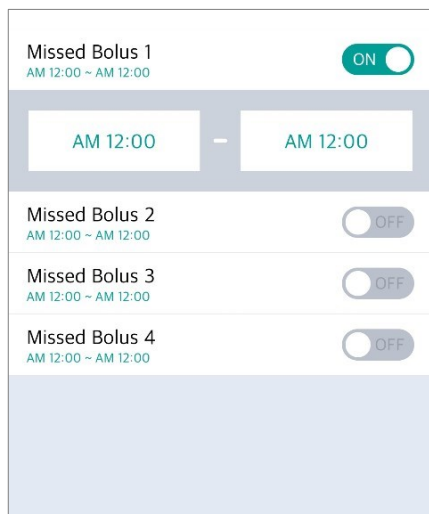 Missed Bolus 1
AM 12:00 ~ AM 12:00
ON
AM 12:00 - AM 12:00
Missed Bolus 2
AM 12:00 ~ AM 12:00
OFF
Missed Bolus 3
AM 12:00 ~ AM 12:00
OFF
Missed Bolus 4
AM 12:00 ~ AM 12:00
OFF